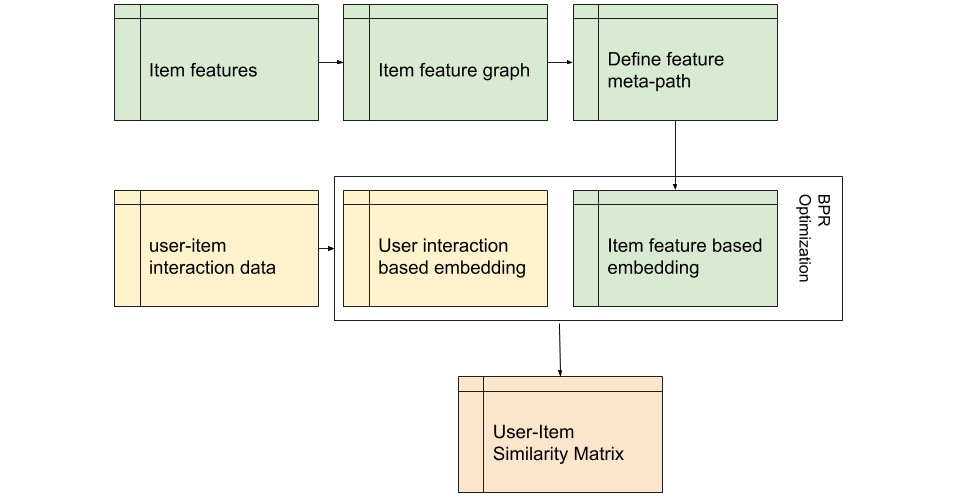 Item features
Item feature graph
Define feature
meta-path
user-item
interaction data
User interaction
based embedding
Item feature based
embedding
BPR
Optimization
User-Item
Similarity Matrix